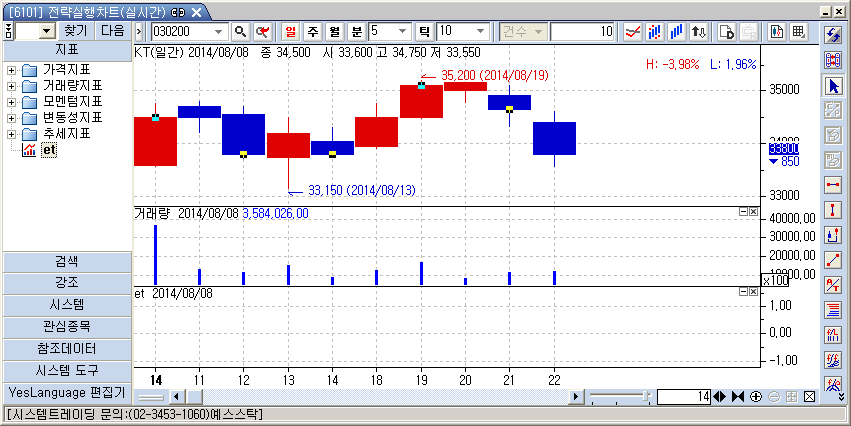 [6101] 전략실행차트(실시간)
찾기 다음 030200 일 주 월 분 5 틱 10 건수 10
지표
가격지표
거래량지표
모멘텀지표
변동성지표
추세지표
et
검색
강조
시스템
관심종목
참조데이터
시스템 도구
YesLanguage 편집기
KT(일간) 2014/08/08 종 34,500 시 33,600 고 34,750 저 33,550
H: -3,98% L: 1,96%
35,200 (2014/08/19)
33,150 (2014/08/13)
35000
34000
33800
850
33000
거래량 2014/08/08 3,584,026,00
40000,00
30000,00
20000,00
10000,00
x100
et 2014/08/08
1,00
0,00
-1,00
14 11 12 13 14 18 19 20 21 22
14
[시스템트레이딩 문의:(02-3453-1060)예스스탁]